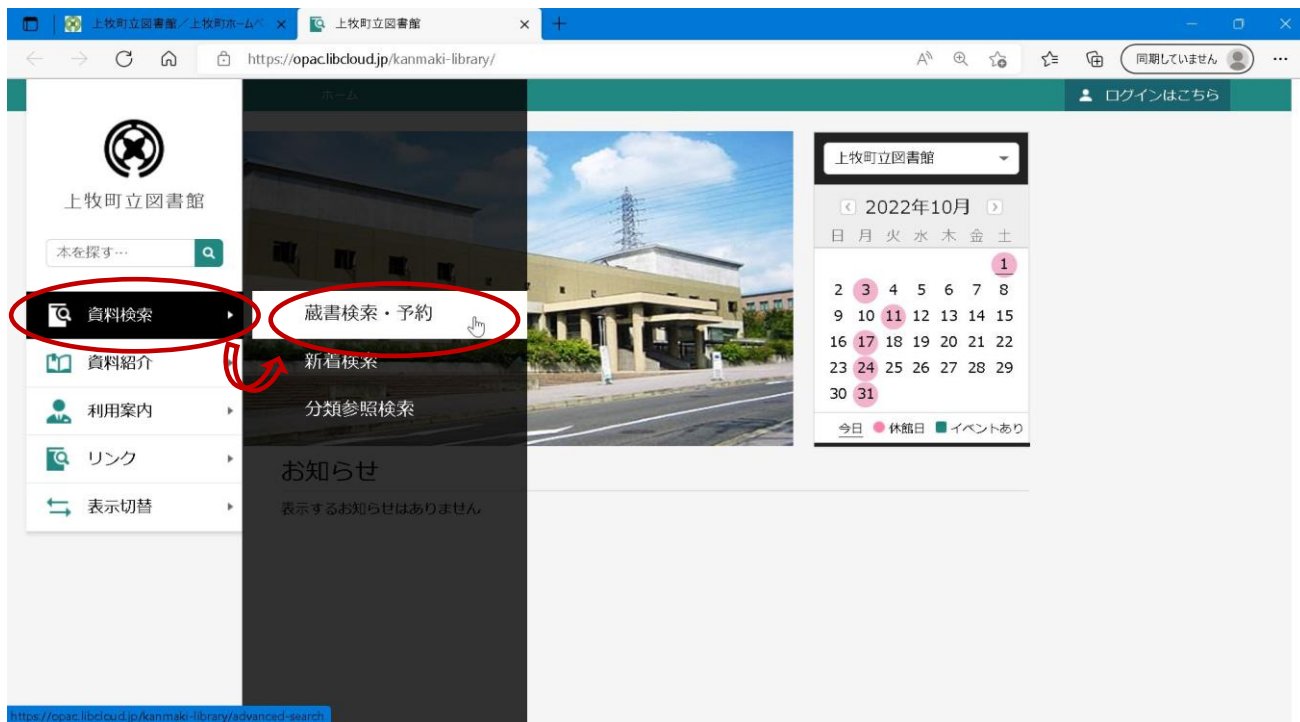 上牧町立図書館／上牧町ホームペ
上牧町立図書館
https://opac.libcloud.jp/kanmaki-library/
同期していません
ホーム
ログインはこちら
上牧町立図書館
本を探す…
資料検索
資料紹介
利用案内
リンク
表示切替
蔵書検索・予約
新着検索
分類参照検索
お知らせ
表示するお知らせはありません
上牧町立図書館
2022年10月
日 月 火 水 木 金 土
1
2 3 4 5 6 7 8
9 10 11 12 13 14 15
16 17 18 19 20 21 22
23 24 25 26 27 28 29
30 31
今日 休館日 イベントあり
https://opac.libcloud.jp/kanmaki-library/advanced-search